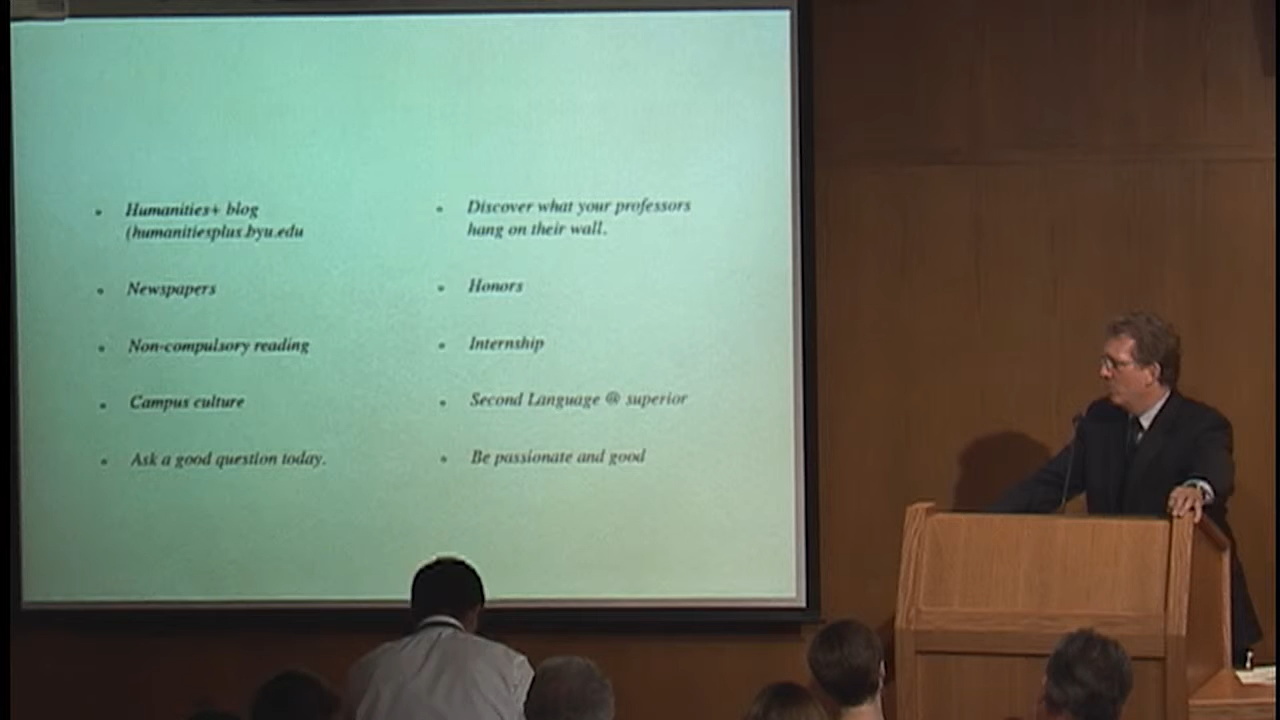 Humanities+ blog
(humanitiesplus.byu.edu
Newspapers
Non-compulsory reading
Campus culture
Ask a good question today.
Discover what your professors
hang on their wall.
Honors
Internship
Second Language @ superior
Be passionate and good